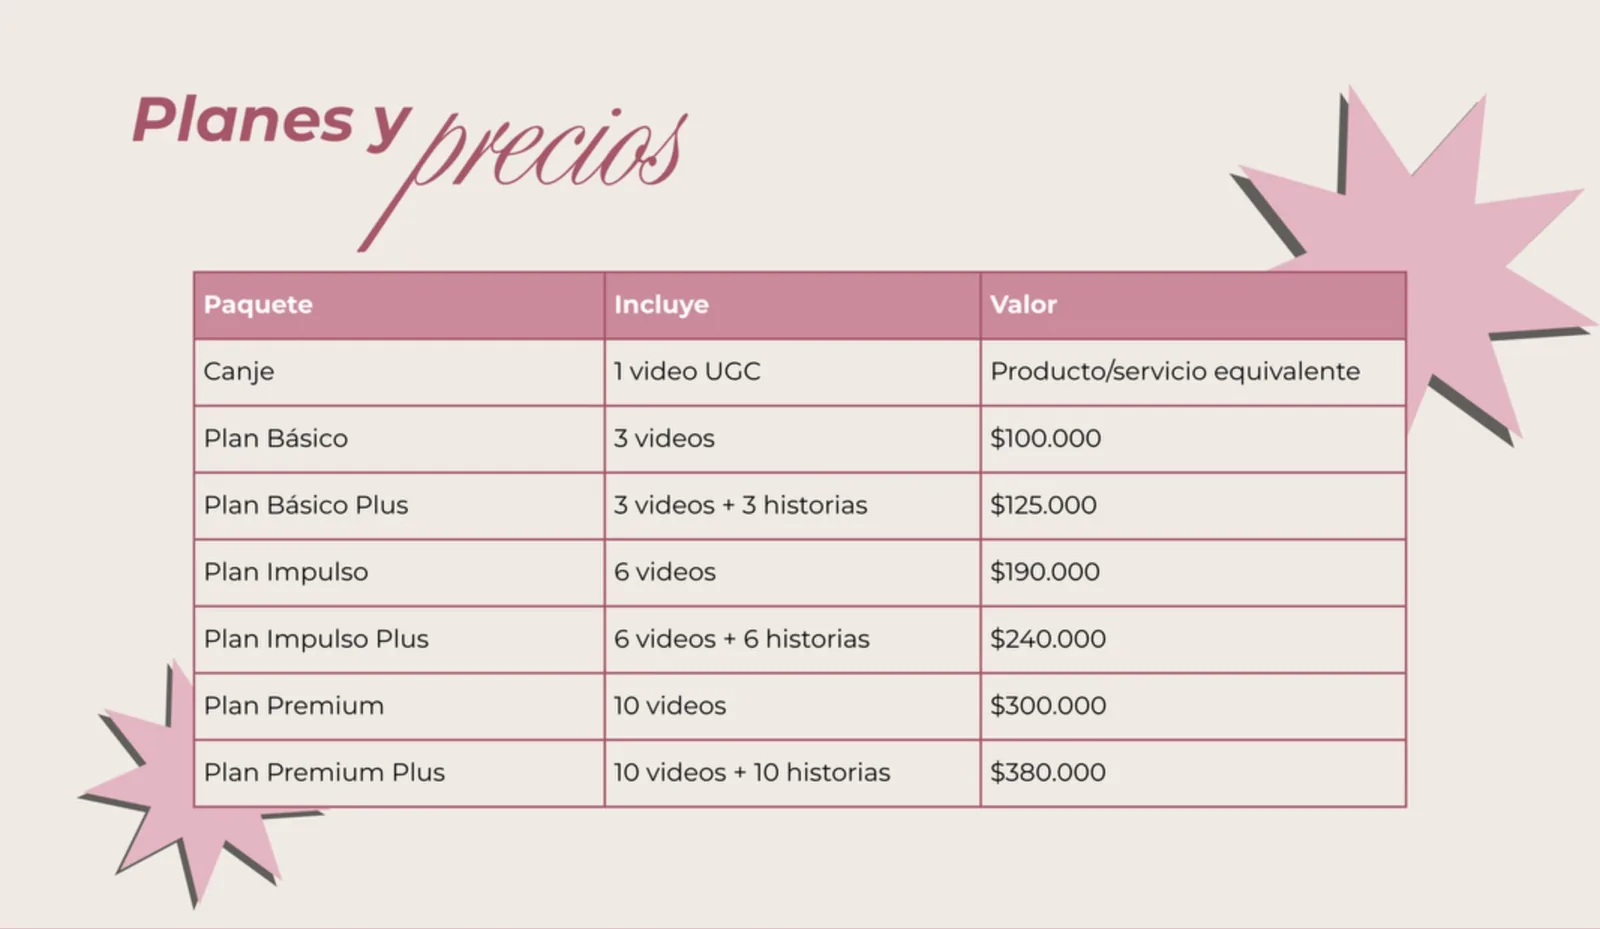 Planes y precios
Paquete Incluye Valor
Canje 1 video UGC Producto/servicio equivalente
Plan Básico 3 videos $100.000
Plan Básico Plus 3 videos + 3 historias $125.000
Plan Impulso 6 videos $190.000
Plan Impulso Plus 6 videos + 6 historias $240.000
Plan Premium 10 videos $300.000
Plan Premium Plus 10 videos + 10 historias $380.000